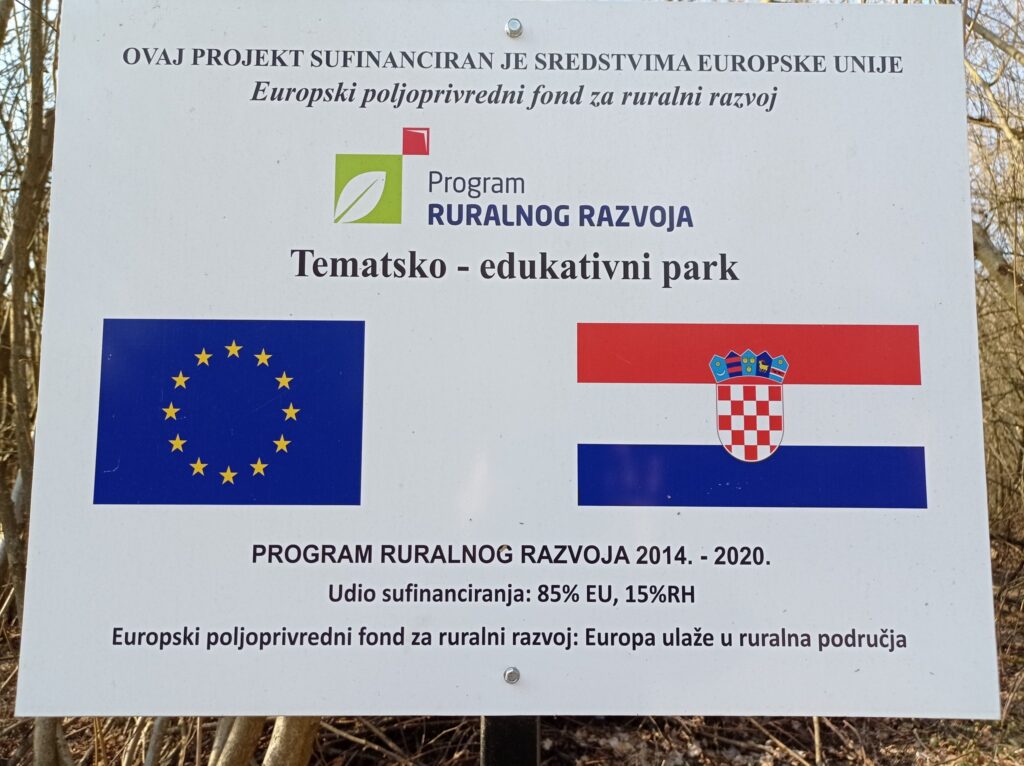 OVAJ PROJEKT SUFINANCIRAN JE SREDSTVIMA EUROPSKE UNIJE
Europski poljoprivredni fond za ruralni razvoj
Program
RURALNOG RAZVOJA
Tematsko - edukativni park
PROGRAM RURALNOG RAZVOJA 2014. - 2020.
Udio sufinanciranja: 85% EU, 15%RH
Europski poljoprivredni fond za ruralni razvoj: Europa ulaže u ruralna područja